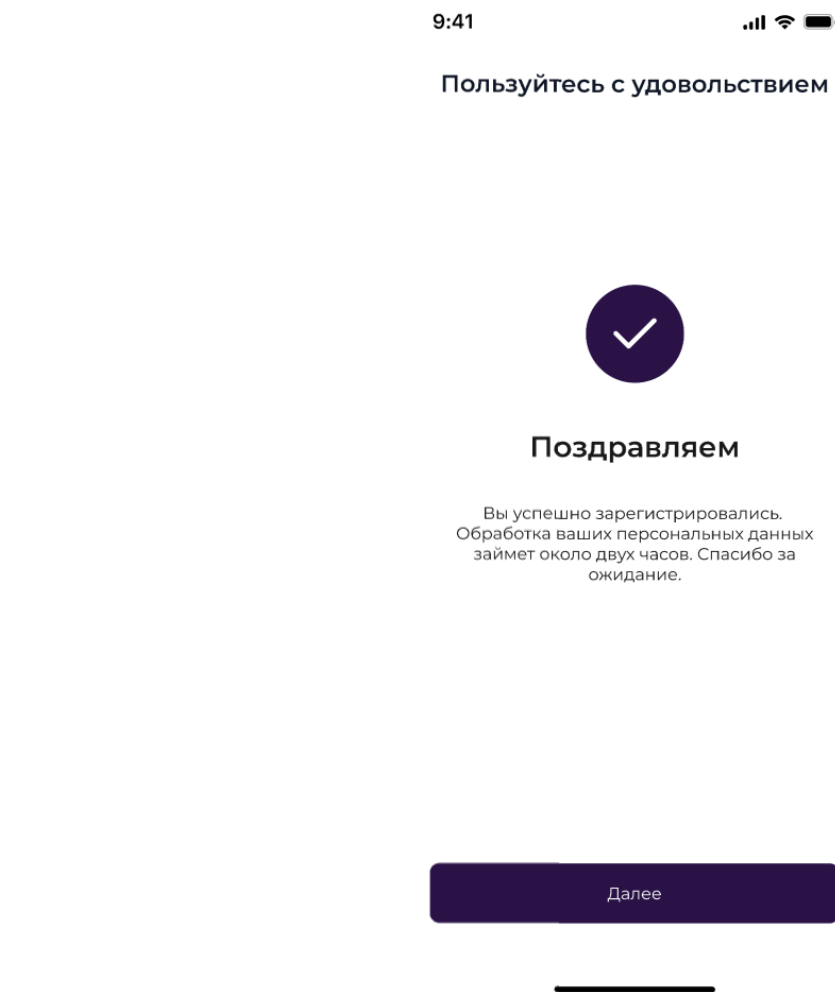 9:41
Пользуйтесь с удовольствием
Поздравляем
Вы успешно зарегистрировались.
Обработка ваших персональных данных
займет около двух часов. Спасибо за
ожидание.
Далее